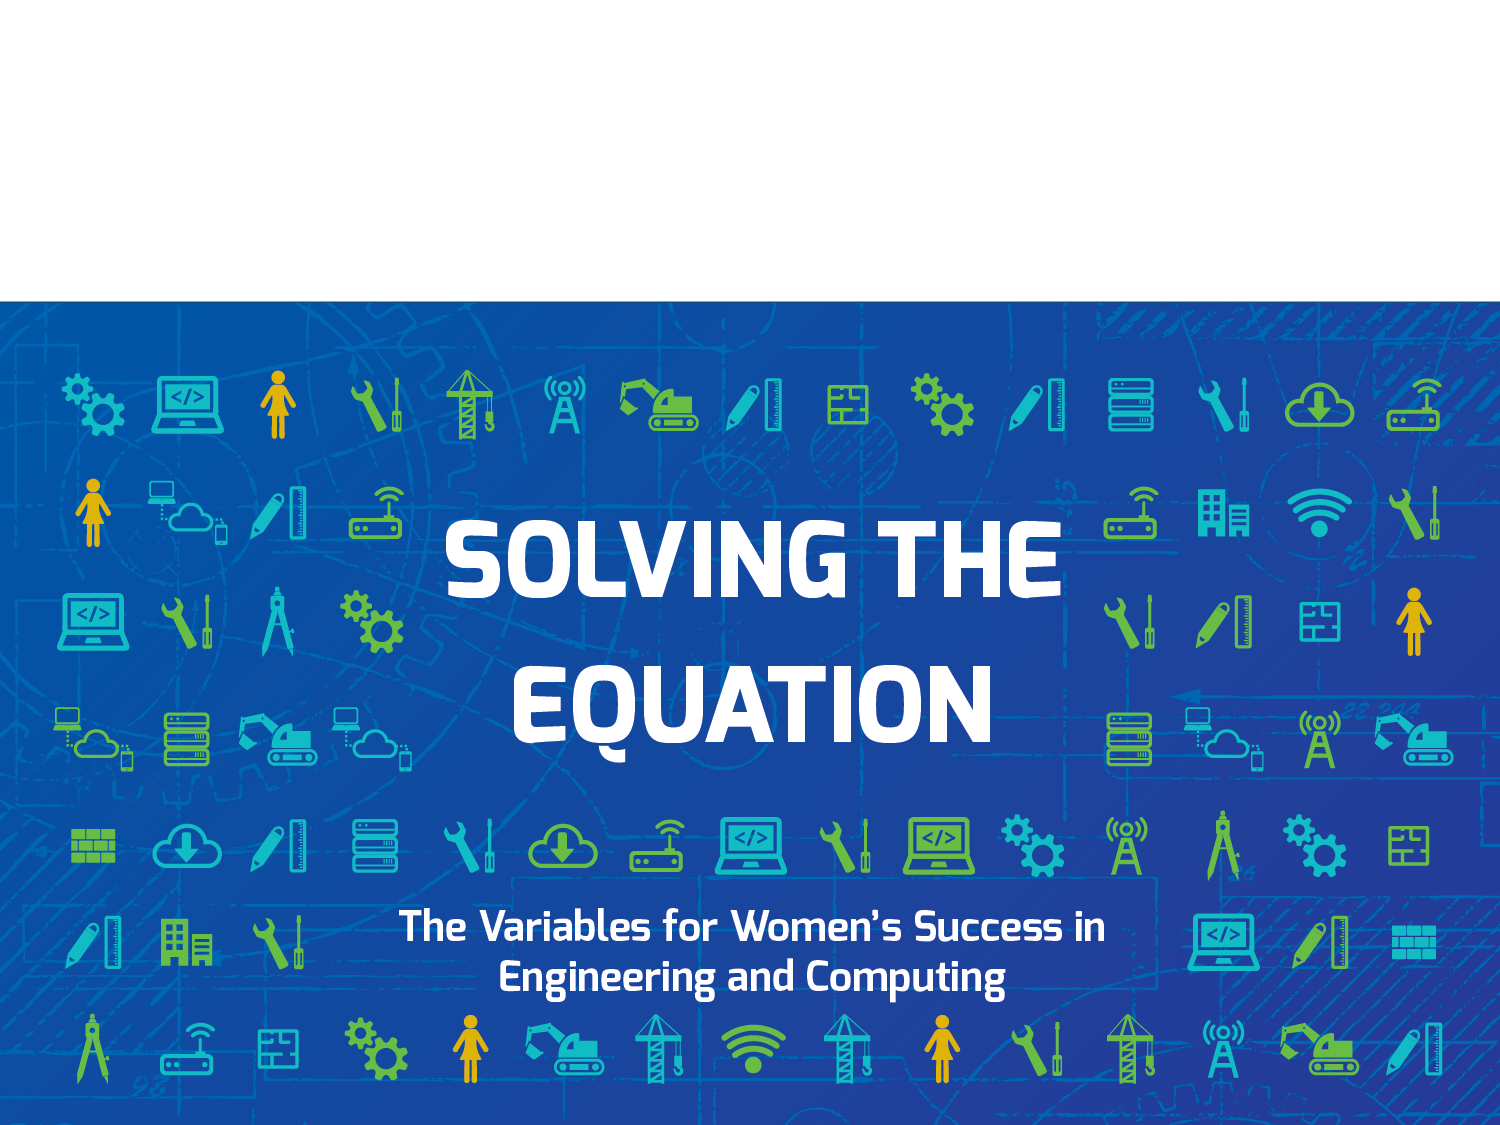 SOLVING THE
EQUATION
The Variables for Women’s Success in
Engineering and Computing